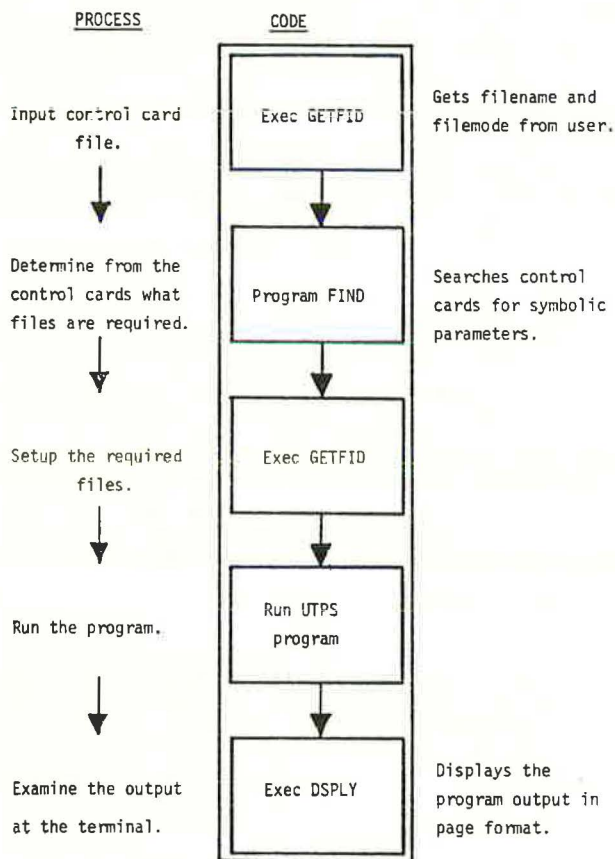 PROCESS
CODE
Input control card
file.
Exec GETFID
Gets filename and
filemode from user.
Determine from the
control cards what
files are required.
Program FIND
Searches control
cards for symbolic
parameters.
Setup the required
files.
Exec GETFID
Run the program.
Run UTPS
program
Examine the output
at the terminal.
Exec DSPLY
Displays the
program output in
page format.